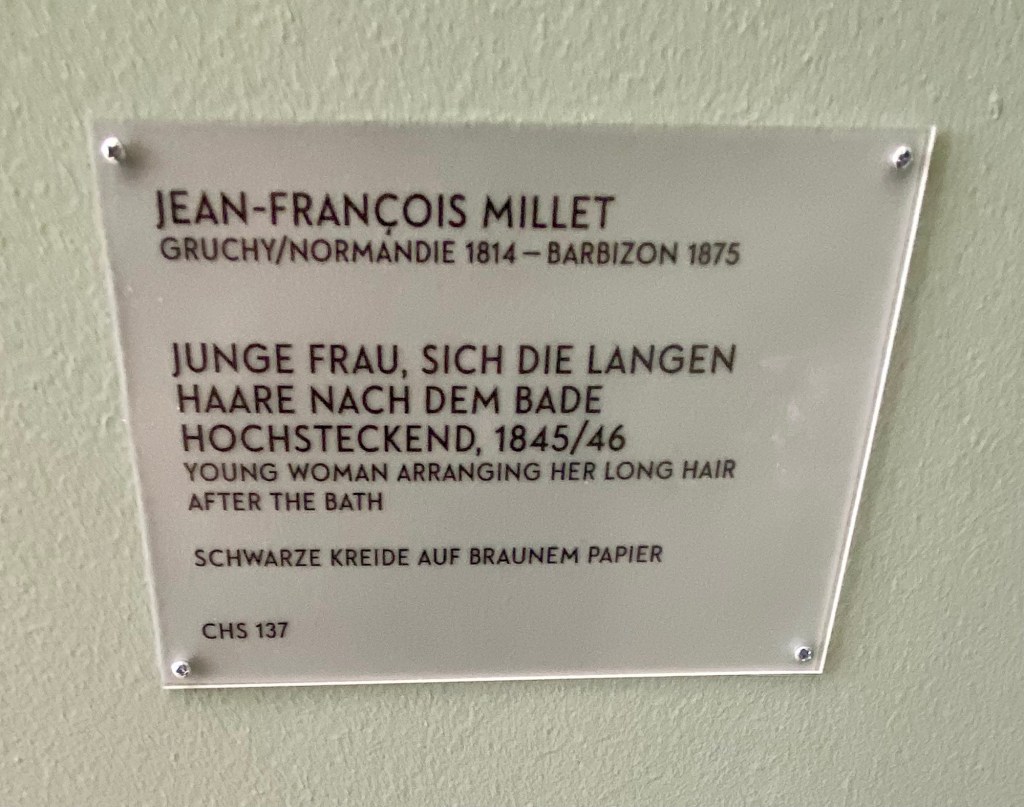 JEAN-FRANÇOIS MILLET
GRUCHY/NORMANDIE 1814 – BARBIZON 1875
JUNGE FRAU, SICH DIE LANGEN
HAARE NACH DEM BADE
HOCHSTECKEND, 1845/46
YOUNG WOMAN ARRANGING HER LONG HAIR
AFTER THE BATH
SCHWARZE KREIDE AUF BRAUNEM PAPIER
CHS 137